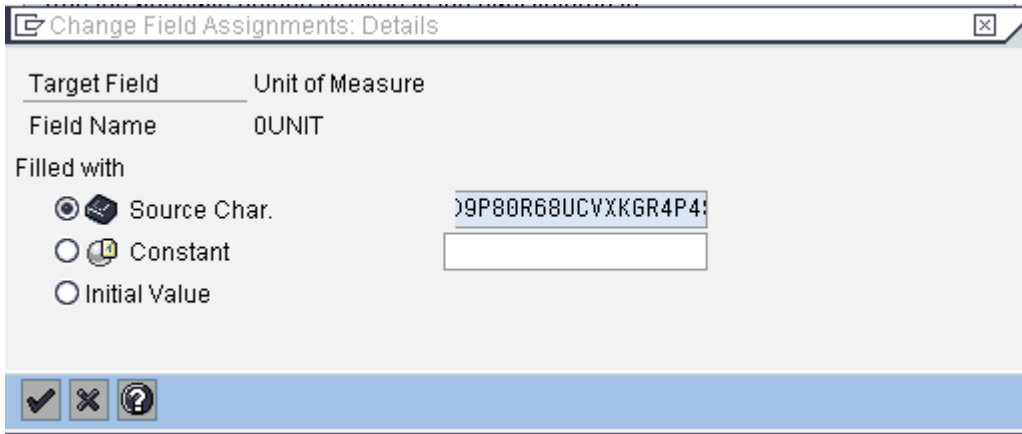 Change Field Assignments: Details
Target Field Unit of Measure
Field Name 0UNIT
Filled with
Source Char. 9P80R68UCVXKGR4P4
Constant
Initial Value